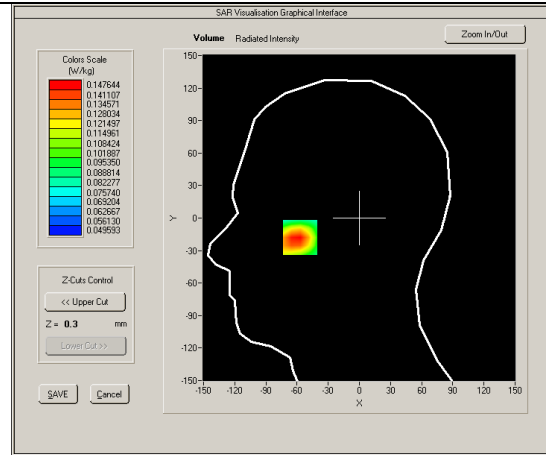 SAR Visualisation Graphical Interface
Volume Radiated Intensity
Zoom In/Out
Colors Scale
(W/kg)
0.147644
0.141107
0.134571
0.128034
0.121497
0.114961
0.108424
0.101887
0.095350
0.088814
0.082277
0.075740
0.069204
0.062667
0.056130
0.049593
Z-Cuts Control
<< Upper Cut
Z = 0.3 mm
Lower Cut >>
SAVE Cancel
150
120
90
60
30
0
-30
-60
-90
-120
-150
Y
-150 -120 -90 -60 -30 0 30 60 90 120 150
X